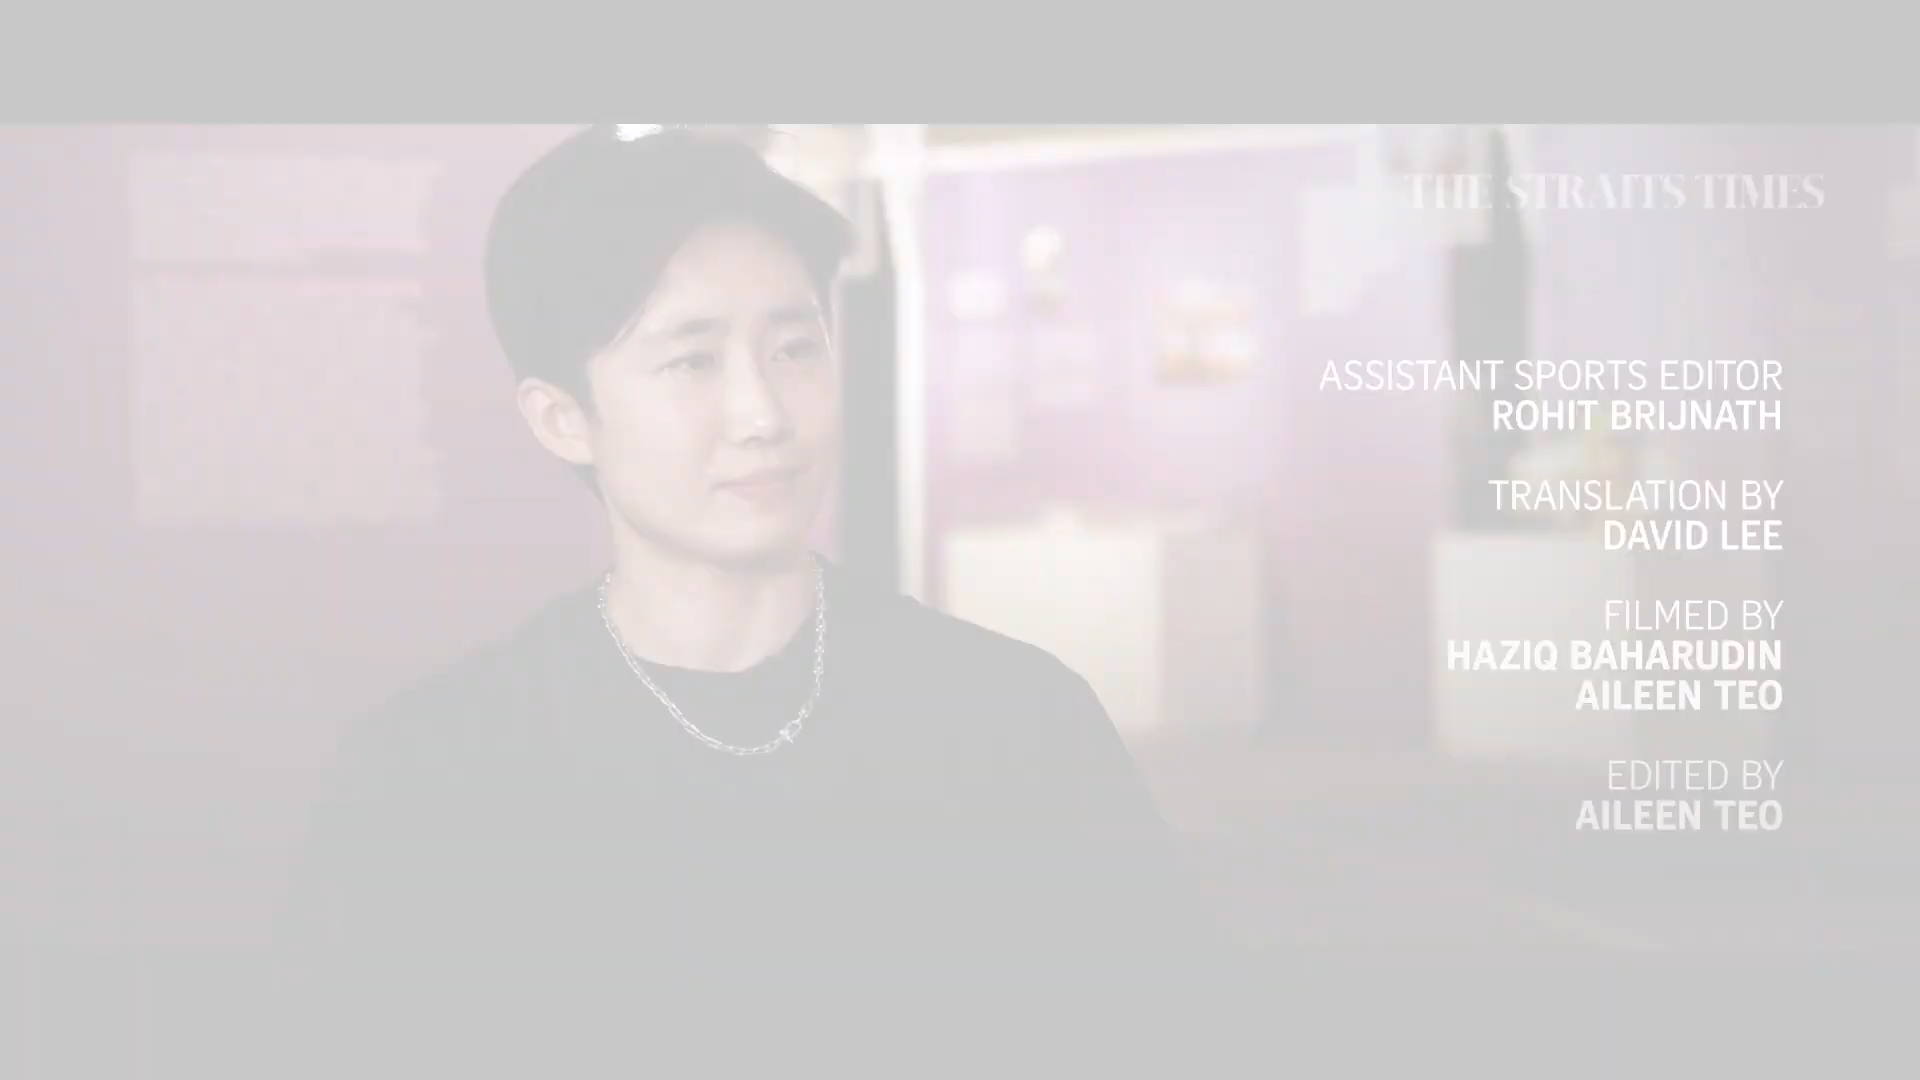 THE STRAITS TIMES
ASSISTANT SPORTS EDITOR
ROHIT BRIJNATH
TRANSLATION BY
DAVID LEE
FILMED BY
HAZIQ BAHARUDIN
AILEEN TEO
EDITED BY
AILEEN TEO